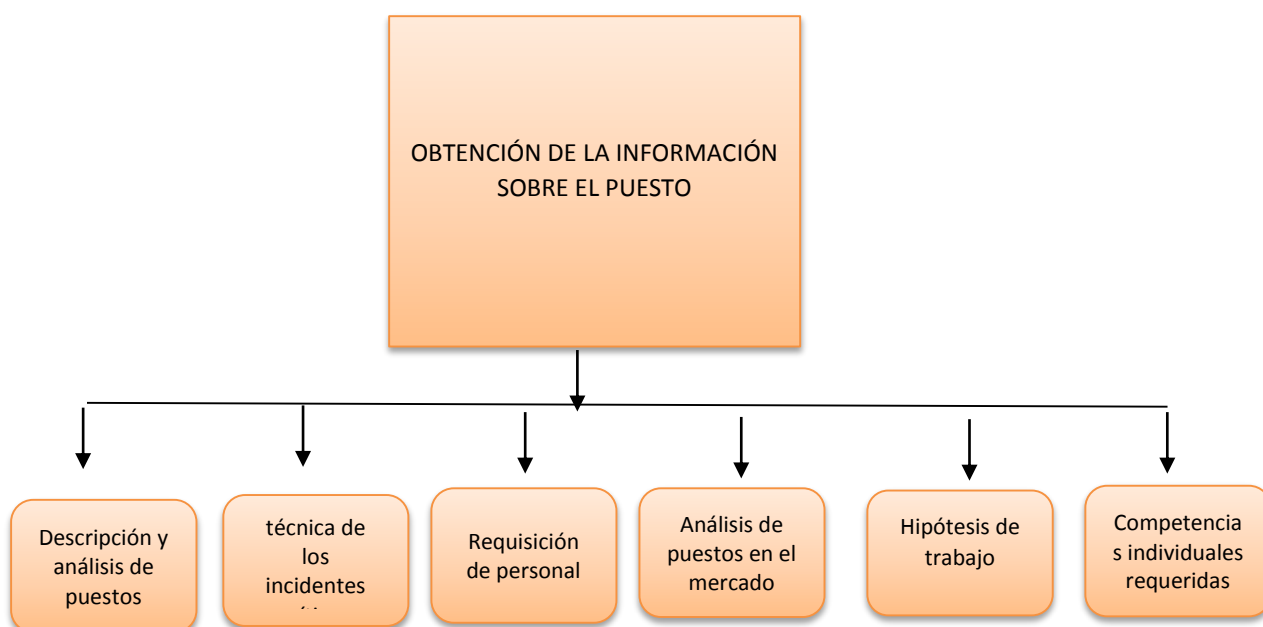 OBTENCIÓN DE LA INFORMACIÓN
SOBRE EL PUESTO
Descripción y
análisis de
puestos
técnica de
los
incidentes
Requisición
de personal
Análisis de
puestos en el
mercado
Hipótesis de
trabajo
Competencia
s individuales
requeridas